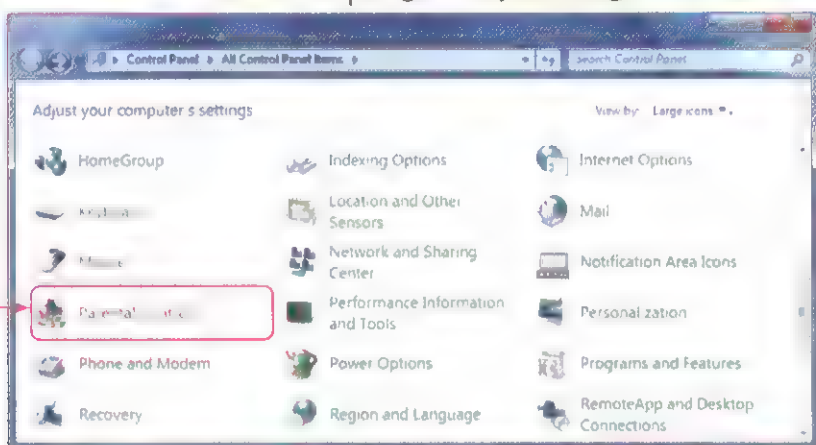 Control Panel All Control Panel Items
Search Control Panel
Adjust your computer s settings
View by: Large icons
HomeGroup
Indexing Options
Internet Options
Location and Other
Sensors
Mail
Network and Sharing
Center
Notification Area Icons
Performance Information
and Tools
Personal zation
Phone and Modem
Power Options
Programs and Features
Recovery
Region and Language
RemoteApp and Desktop
Connections